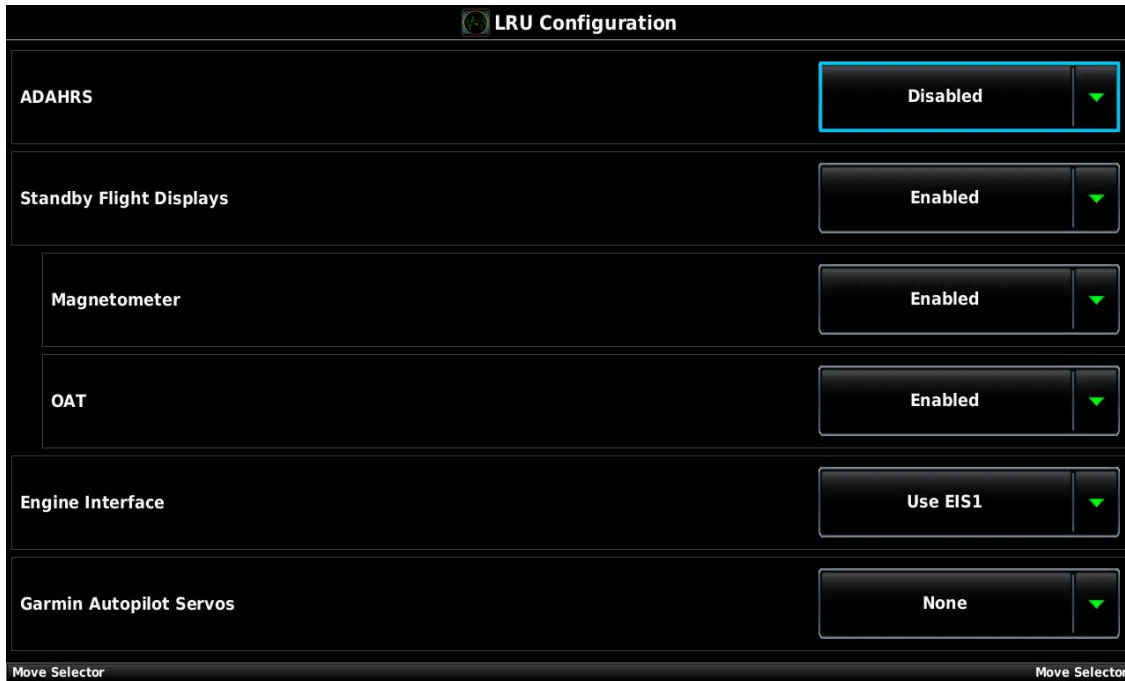 LRU Configuration
ADAHRS
Disabled
Standby Flight Displays
Enabled
Magnetometer
Enabled
OAT
Enabled
Engine Interface
Use EIS1
Garmin Autopilot Servos
None
Move Selector
Move Selector